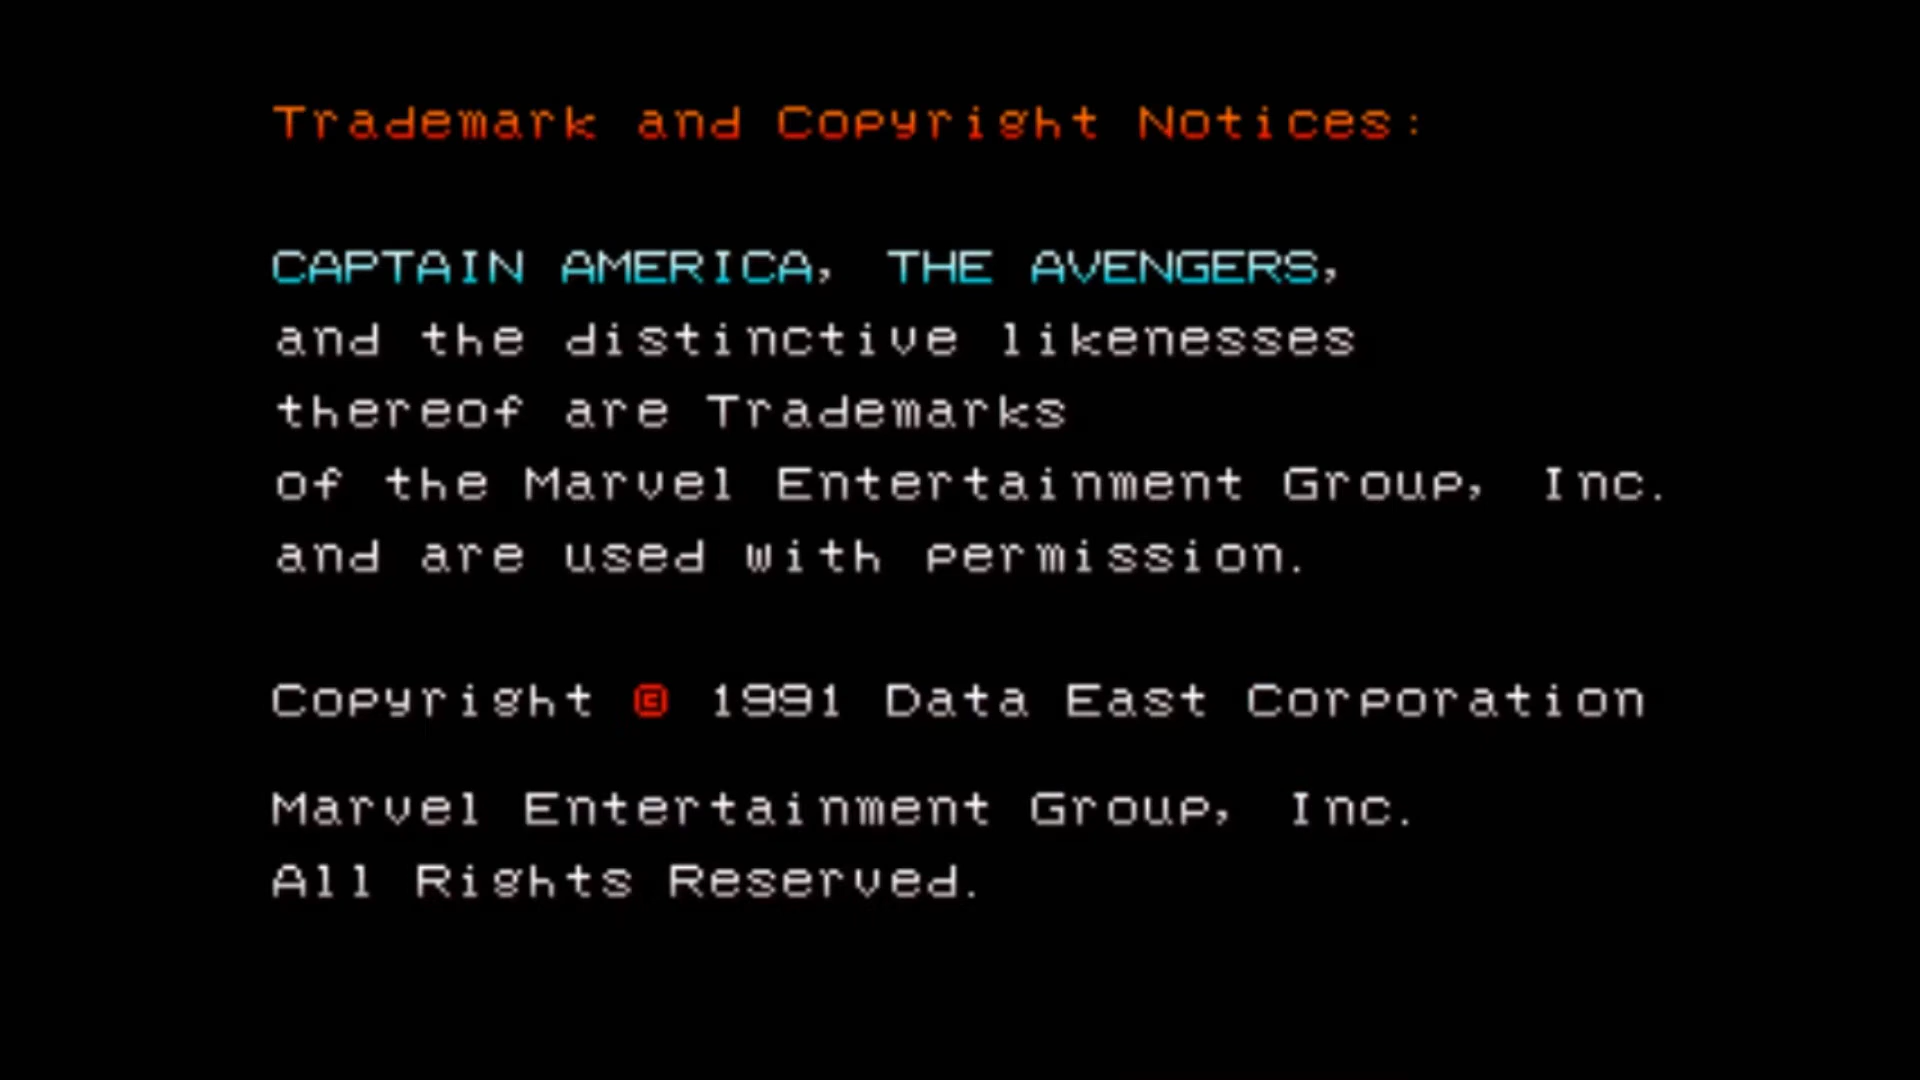 Trademark and Copyright Notices:
CAPTAIN AMERICA, THE AVENGERS,
and the distinctive likenesses
thereof are Trademarks
of the Marvel Entertainment Group, Inc.
and are used with permission.
Copyright © 1991 Data East Corporation
Marvel Entertainment Group, Inc.
All Rights Reserved.